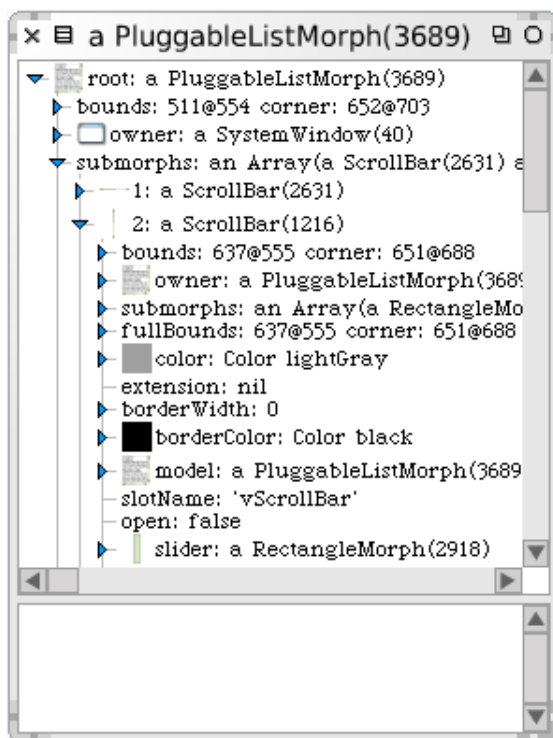 a PluggableListMorph(3689)
root: a PluggableListMorph(3689)
bounds: 511@554 corner: 652@703
owner: a SystemWindow(40)
submorphs: an Array(a ScrollBar(2631) a
1: a ScrollBar(2631)
2: a ScrollBar(1216)
bounds: 637@555 corner: 651@688
owner: a PluggableListMorph(368
submorphs: an Array(a RectangleMo
fullBounds: 637@555 corner: 651@688
color: Color lightGray
extension: nil
borderWidth: 0
borderColor: Color black
model: a PluggableListMorph(3689
slotName: 'vScrollBar'
open: false
slider: a RectangleMorph(2918)